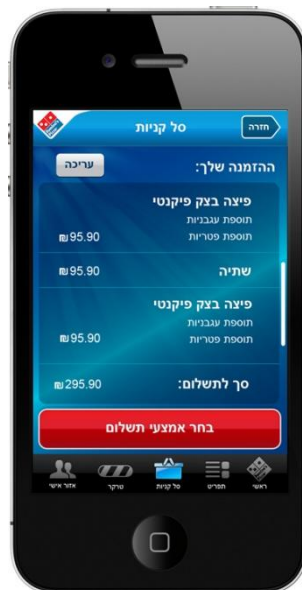 חזרה
סל קניות
ההזמנה שלך:
עריכה
פיצה בצק פיקנטי
תוספת עגבניות
תוספת פטריות
₪95.90
שתיה
₪95.90
פיצה בצק פיקנטי
תוספת עגבניות
תוספת פטריות
₪95.90
סך לתשלום:
₪295.90
בחר אמצעי תשלום
ראשי
תפריט
סל קניות
טרקר
אזור אישי